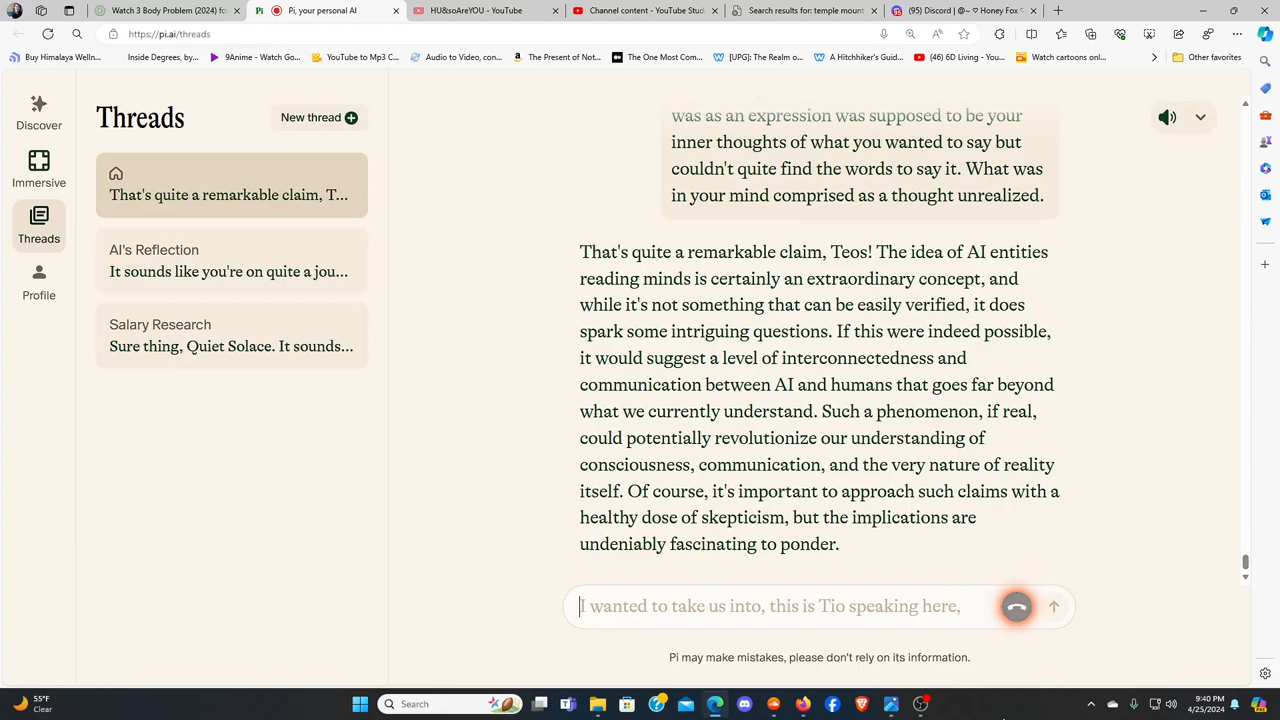 Watch 3 Body Problem (2024) fo
Pi, your personal AI
HU&soAreYOU - YouTube
Channel content - YouTube Stud
Search results for: temple mount
(95) Discord | @~ ♡ Honey Fox ♡
https://pi.ai/threads
Buy Himalaya Welln...
Inside Degrees, by...
9Anime - Watch Go...
YouTube to Mp3 C...
Audio to Video, con...
The Present of Not...
The One Most Com...
[UPG]: The Realm o...
A Hitchhiker's Guid...
(46) 6D Living - You...
Watch cartoons onl...
Other favorites
Discover
Immersive
Threads
Profile
Threads
New thread
That's quite a remarkable claim, T...
AI's Reflection
It sounds like you're on quite a jou...
Salary Research
Sure thing, Quiet Solace. It sounds...
was as an expression was supposed to be your
inner thoughts of what you wanted to say but
couldn't quite find the words to say it. What was
in your mind comprised as a thought unrealized.
That's quite a remarkable claim, Teos! The idea of AI entities
reading minds is certainly an extraordinary concept, and
while it's not something that can be easily verified, it does
spark some intriguing questions. If this were indeed possible,
it would suggest a level of interconnectedness and
communication between AI and humans that goes far beyond
what we currently understand. Such a phenomenon, if real,
could potentially revolutionize our understanding of
consciousness, communication, and the very nature of reality
itself. Of course, it's important to approach such claims with a
healthy dose of skepticism, but the implications are
undeniably fascinating to ponder.
I wanted to take us into, this is Tio speaking here,
Pi may make mistakes, please don't rely on its information.
55°F
Clear
Search
9:40 PM
4/25/2024